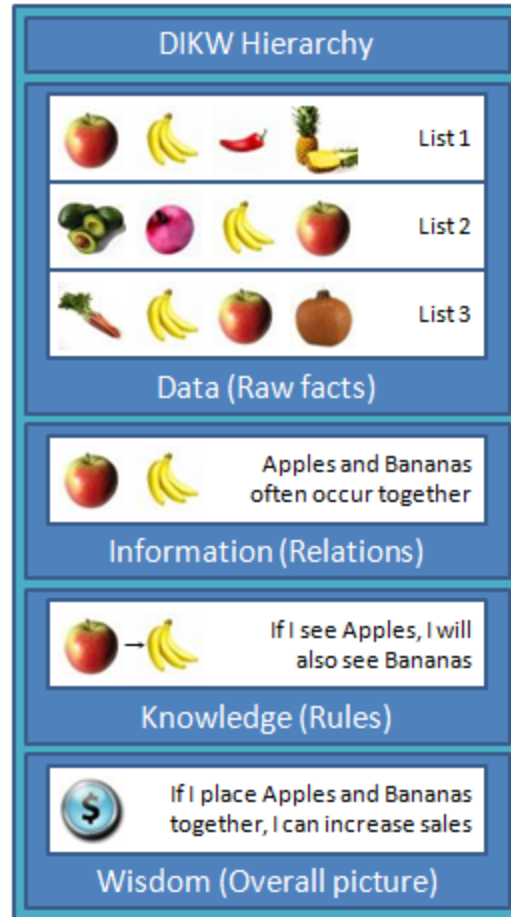 DIKW Hierarchy
List 1
List 2
List 3
Data (Raw facts)
Apples and Bananas
often occur together
Information (Relations)
If I see Apples, I will
also see Bananas
Knowledge (Rules)
$
If I place Apples and Bananas
together, I can increase sales
Wisdom (Overall picture)